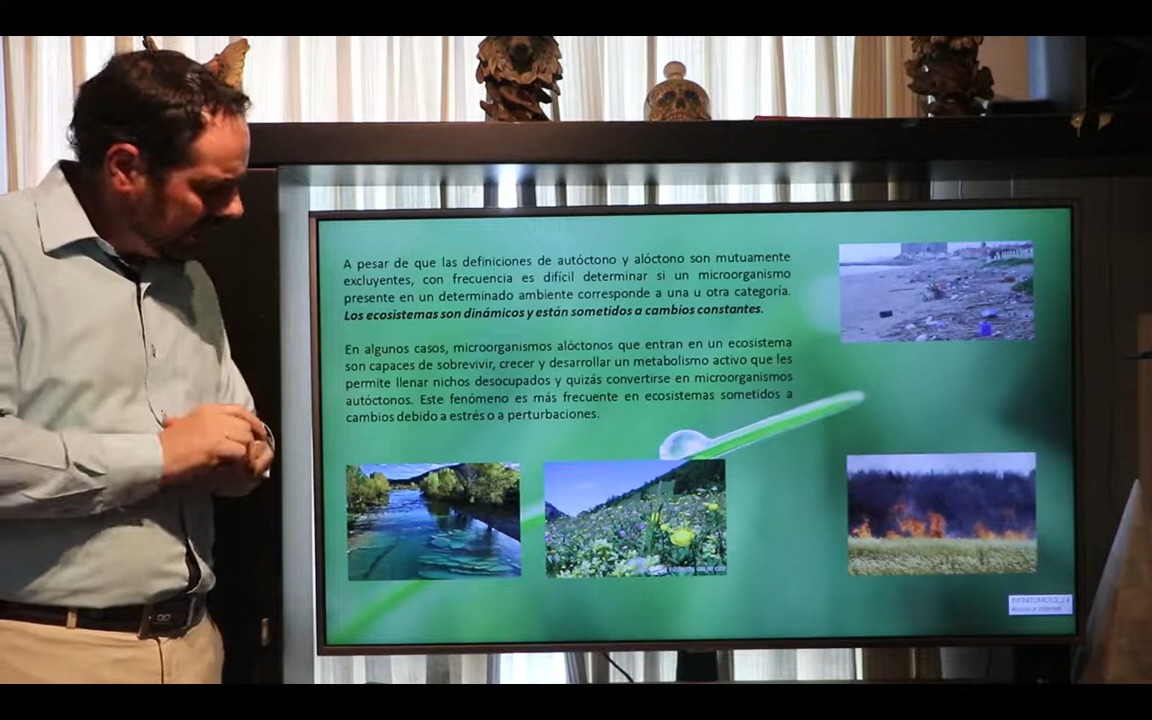 A pesar de que las definiciones de autóctono y alóctono son mutuamente
excluyentes, con frecuencia es difícil determinar si un microorganismo
presente en un determinado ambiente corresponde a una u otra categoría.
Los ecosistemas son dinámicos y están sometidos a cambios constantes.
En algunos casos, microorganismos alóctonos que entran en un ecosistema
son capaces de sobrevivir, crecer y desarrollar un metabolismo activo que les
permite llenar nichos desocupados y quizás convertirse en microorganismos
autóctonos. Este fenómeno es más frecuente en ecosistemas sometidos a
cambios debido a estrés o a perturbaciones.
Acceso a Internet